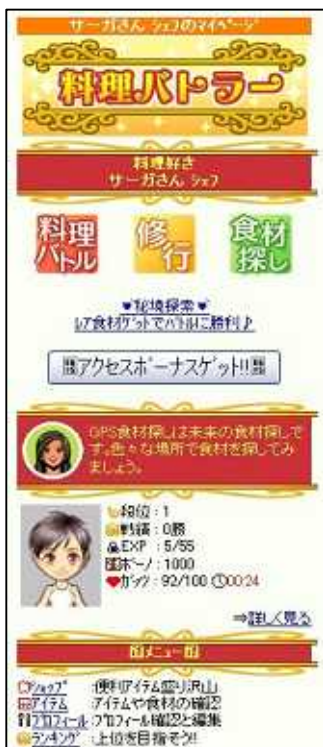 サーガさん シェフのマイページ
料理バトラー
料理好き
サーガさん シェフ
料理バトル
修行
食材探し
♥秘境探索♥
レア食材ゲットでバトルに勝利♪
アクセスボーナスゲット!!
GPS食材探しは未来の食材探しで
す。色々な場所で食材を探してみ
ましょう。
段位:1
戦績:0勝
EXP:5/55
ボーノ:1000
ガッツ:92/100 00:24
⇒詳しく見る
メニュー
ショップ :便利アイテム盛り沢山
アイテム :アイテムや食材の確認
プロフィール:プロフィール確認と編集
ランキング :上位を目指そう!!